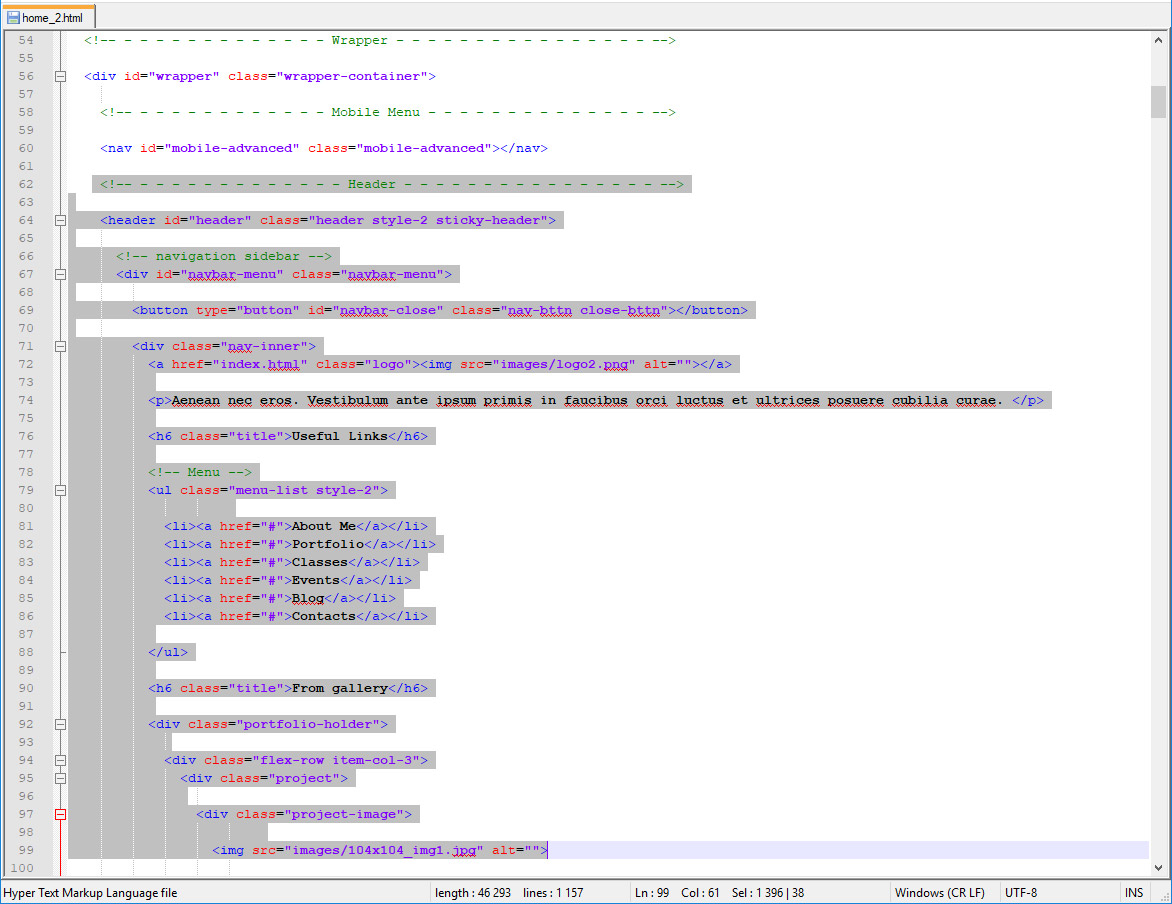 home_2.html
54 <!-- - - - - - - - - - - - - - Wrapper - - - - - - - - - - - - - - - - -->
55
56 <div id="wrapper" class="wrapper-container">
57
58 <!-- - - - - - - - - - - - - - Mobile Menu - - - - - - - - - - - - - - -->
59
60 <nav id="mobile-advanced" class="mobile-advanced"></nav>
61
62 <!-- - - - - - - - - - - - - - Header - - - - - - - - - - - - - - - - -->
63
64 <header id="header" class="header style-2 sticky-header">
65
66 <!-- navigation sidebar -->
67 <div id="navbar-menu" class="navbar-menu">
68
69 <button type="button" id="navbar-close" class="nav-bttn close-bttn"></button>
70
71 <div class="nav-inner">
72 <a href="index.html" class="logo"><img src="images/logo2.png" alt=""></a>
73
74 <p>Aenean nec eros. Vestibulum ante ipsum primis in faucibus orci luctus et ultrices posuere cubilia curae. </p>
75
76 <h6 class="title">Useful Links</h6>
77
78 <!-- Menu -->
79 <ul class="menu-list style-2">
80
81 <li><a href="#">About Me</a></li>
82 <li><a href="#">Portfolio</a></li>
83 <li><a href="#">Classes</a></li>
84 <li><a href="#">Events</a></li>
85 <li><a href="#">Blog</a></li>
86 <li><a href="#">Contacts</a></li>
87
88 </ul>
89
90 <h6 class="title">From gallery</h6>
91
92 <div class="portfolio-holder">
93
94 <div class="flex-row item-col-3">
95 <div class="project">
96
97 <div class="project-image">
98
99 <img src="images/104x104_img1.jpg" alt="">
100
Hyper Text Markup Language file length : 46 293 lines : 1 157 Ln : 99 Col : 61 Sel : 1 396 | 38 Windows (CR LF) UTF-8 INS